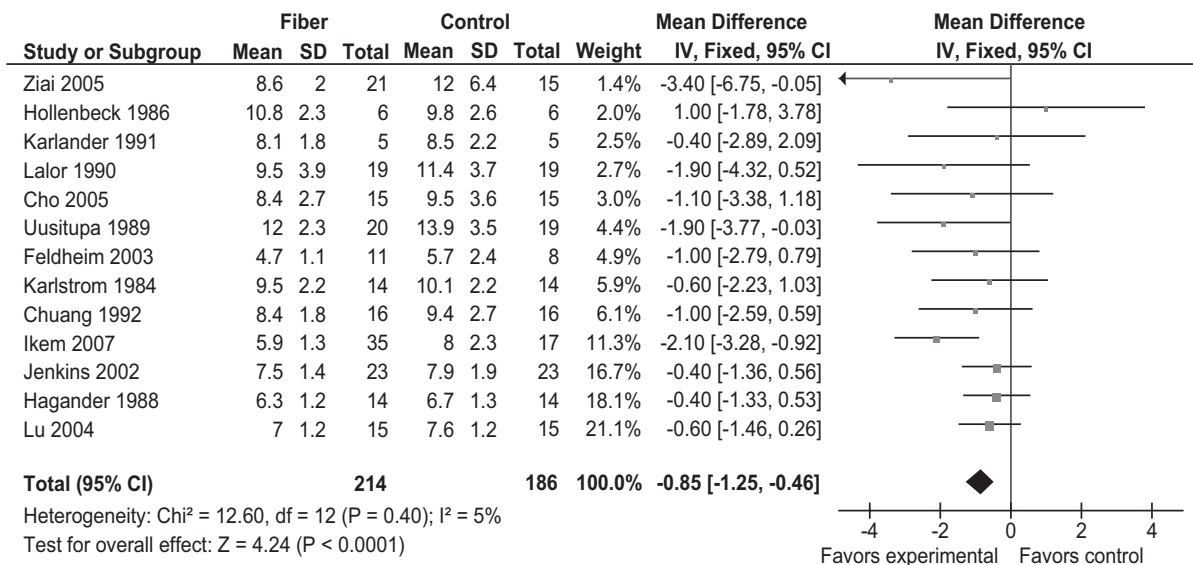 Fiber Control Mean Difference Mean Difference
Study or Subgroup Mean SD Total Mean SD Total Weight IV, Fixed, 95% CI IV, Fixed, 95% CI
Ziai 2005 8.6 2 21 12 6.4 15 1.4% -3.40 [-6.75, -0.05]
Hollenbeck 1986 10.8 2.3 6 9.8 2.6 6 2.0% 1.00 [-1.78, 3.78]
Karlander 1991 8.1 1.8 5 8.5 2.2 5 2.5% -0.40 [-2.89, 2.09]
Lalor 1990 9.5 3.9 19 11.4 3.7 19 2.7% -1.90 [-4.32, 0.52]
Cho 2005 8.4 2.7 15 9.5 3.6 15 3.0% -1.10 [-3.38, 1.18]
Uusitupa 1989 12 2.3 20 13.9 3.5 19 4.4% -1.90 [-3.77, -0.03]
Feldheim 2003 4.7 1.1 11 5.7 2.4 8 4.9% -1.00 [-2.79, 0.79]
Karlstrom 1984 9.5 2.2 14 10.1 2.2 14 5.9% -0.60 [-2.23, 1.03]
Chuang 1992 8.4 1.8 16 9.4 2.7 16 6.1% -1.00 [-2.59, 0.59]
Ikem 2007 5.9 1.3 35 8 2.3 17 11.3% -2.10 [-3.28, -0.92]
Jenkins 2002 7.5 1.4 23 7.9 1.9 23 16.7% -0.40 [-1.36, 0.56]
Hagander 1988 6.3 1.2 14 6.7 1.3 14 18.1% -0.40 [-1.33, 0.53]
Lu 2004 7 1.2 15 7.6 1.2 15 21.1% -0.60 [-1.46, 0.26]
Total (95% CI) 214 186 100.0% -0.85 [-1.25, -0.46]
Heterogeneity: Chi² = 12.60, df = 12 (P = 0.40); I² = 5%
Test for overall effect: Z = 4.24 (P < 0.0001)
-4 -2 0 2 4
Favors experimental Favors control